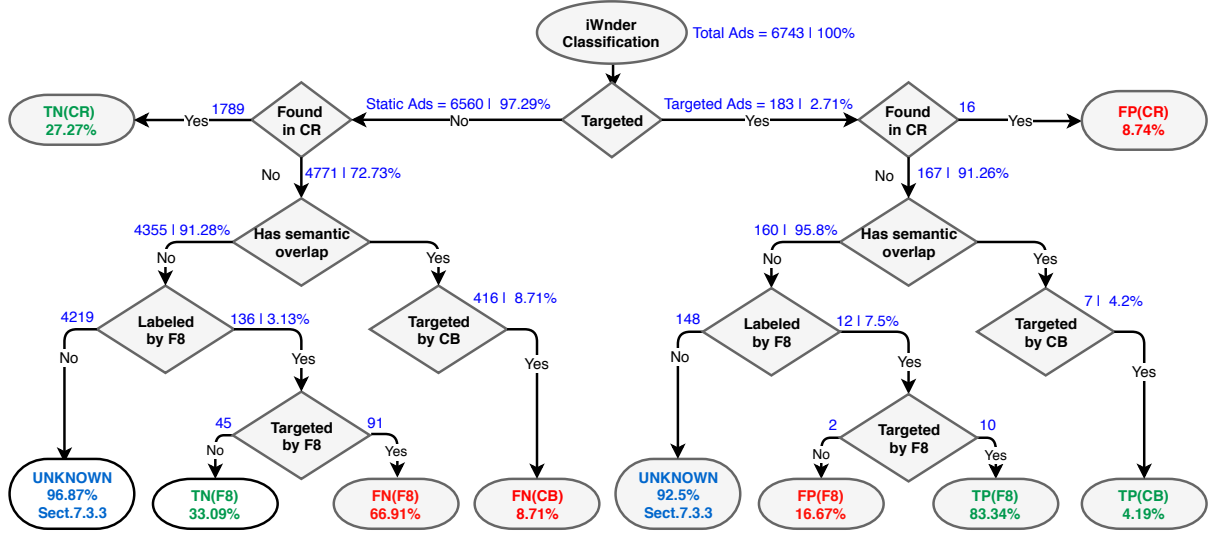 iWnder
Classification
Total Ads = 6743 | 100%
TN(CR)
27.27%
1789
Yes
Found
in CR
Static Ads = 6560 | 97.29%
No
Targeted
Targeted Ads = 183 | 2.71%
Yes
Found
in CR
16
Yes
FP(CR)
8.74%
No
4771 | 72.73%
No
167 | 91.26%
4355 | 91.28%
No
Has semantic
overlap
Yes
160 | 95.8%
No
Has semantic
overlap
Yes
4219
No
Labeled
by F8
136 | 3.13%
Yes
Targeted
by CB
416 | 8.71%
Yes
148
No
Labeled
by F8
12 | 7.5%
Yes
Targeted
by CB
7 | 4.2%
Yes
45
No
Targeted
by F8
91
Yes
2
No
Targeted
by F8
10
Yes
UNKNOWN
96.87%
Sect.7.3.3
TN(F8)
33.09%
FN(F8)
66.91%
FN(CB)
8.71%
UNKNOWN
92.5%
Sect.7.3.3
FP(F8)
16.67%
TP(F8)
83.34%
TP(CB)
4.19%